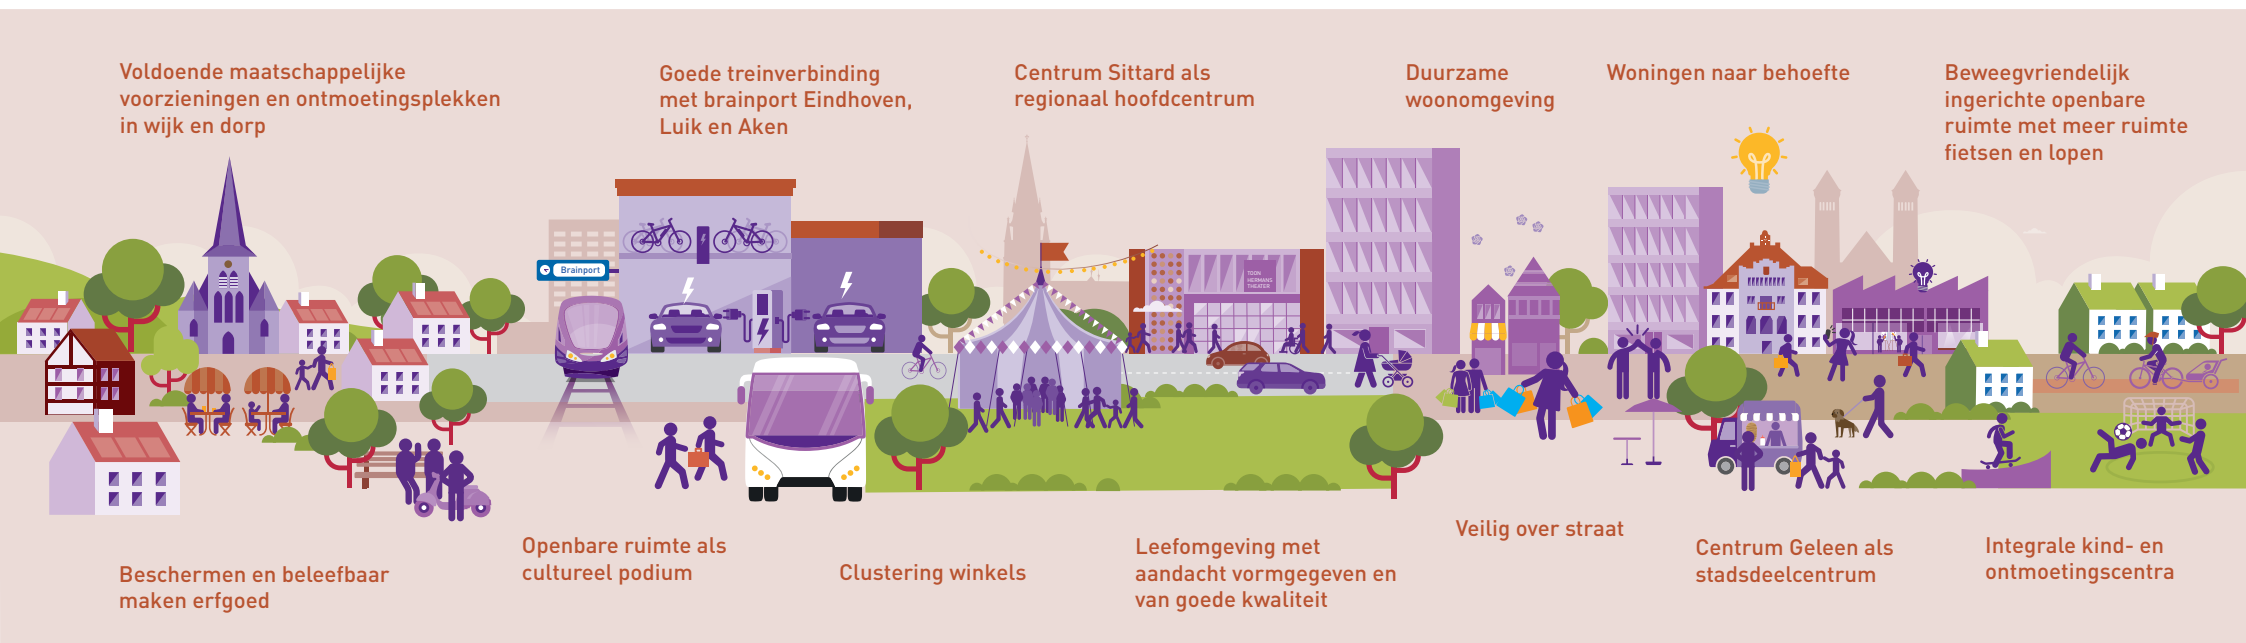 Voldoende maatschappelijke
voorzieningen en ontmoetingsplekken
in wijk en dorp
Goede treinverbinding
met brainport Eindhoven,
Luik en Aken
Centrum Sittard als
regionaal hoofdcentrum
Duurzame
woonomgeving
Woningen naar behoefte
Beweegvriendelijk
ingerichte openbare
ruimte met meer ruimte
fietsen en lopen
Brainport
TOON
HERMANS
THEATER
Beschermen en beleefbaar
maken erfgoed
Openbare ruimte als
cultureel podium
Clustering winkels
Leefomgeving met
aandacht vormgegeven en
van goede kwaliteit
Veilig over straat
Centrum Geleen als
stadsdeelcentrum
Integrale kind- en
ontmoetingscentra